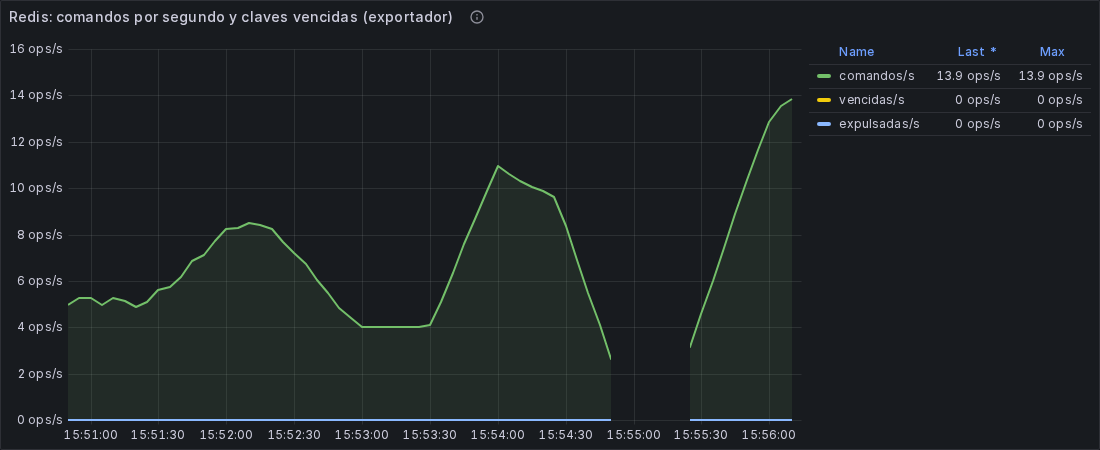 Redis: comandos por segundo y claves vencidas (exportador)
16 ops/s
14 ops/s
12 ops/s
10 ops/s
8 ops/s
6 ops/s
4 ops/s
2 ops/s
0 ops/s
15:51:00 15:51:30 15:52:00 15:52:30 15:53:00 15:53:30 15:54:00 15:54:30 15:55:00 15:55:30 15:56:00
Name Last * Max
comandos/s 13.9 ops/s 13.9 ops/s
vencidas/s 0 ops/s 0 ops/s
expulsadas/s 0 ops/s 0 ops/s